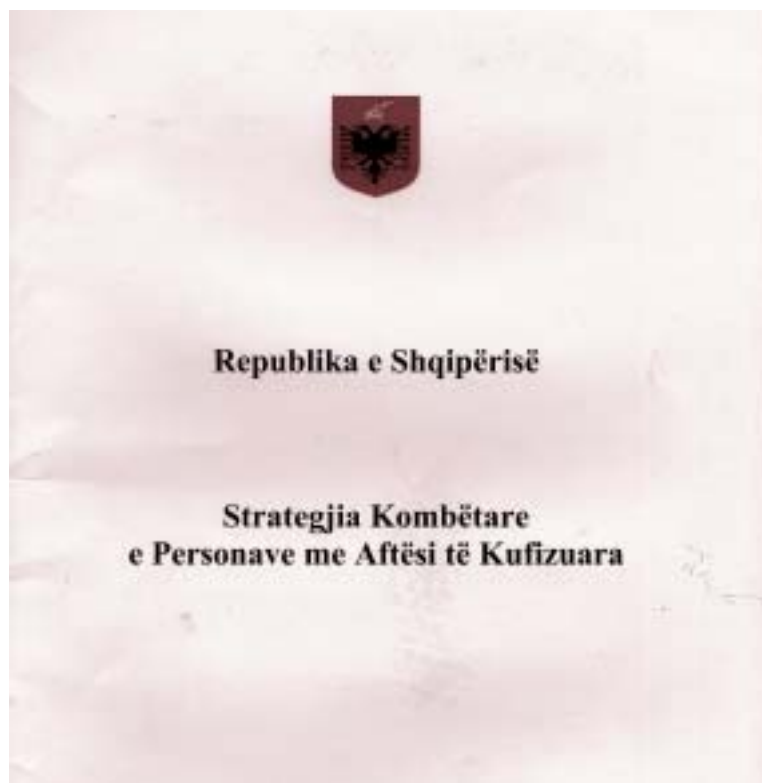 Republika e Shqipërisë
Strategjia Kombëtare
e Personave me Aftësi të Kufizuara